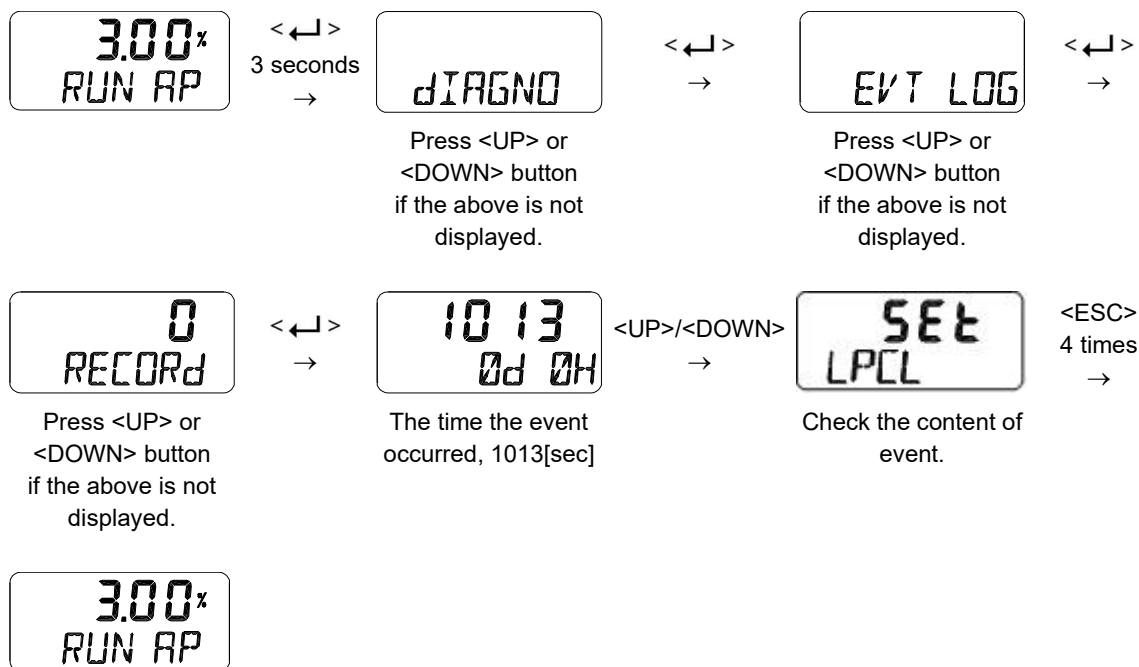 3.00%
RUN AP
< ↵ >
3 seconds
→
dIAGNO
Press <UP> or
<DOWN> button
if the above is not
displayed.
< ↵ >
→
EVT LOG
Press <UP> or
<DOWN> button
if the above is not
displayed.
< ↵ >
→
0
RECORd
Press <UP> or
<DOWN> button
if the above is not
displayed.
< ↵ >
→
1013
0d 0H
The time the event
occurred, 1013[sec]
<UP>/<DOWN>
→
SEt
LPCL
Check the content of
event.
<ESC>
4 times
→
3.00%
RUN AP